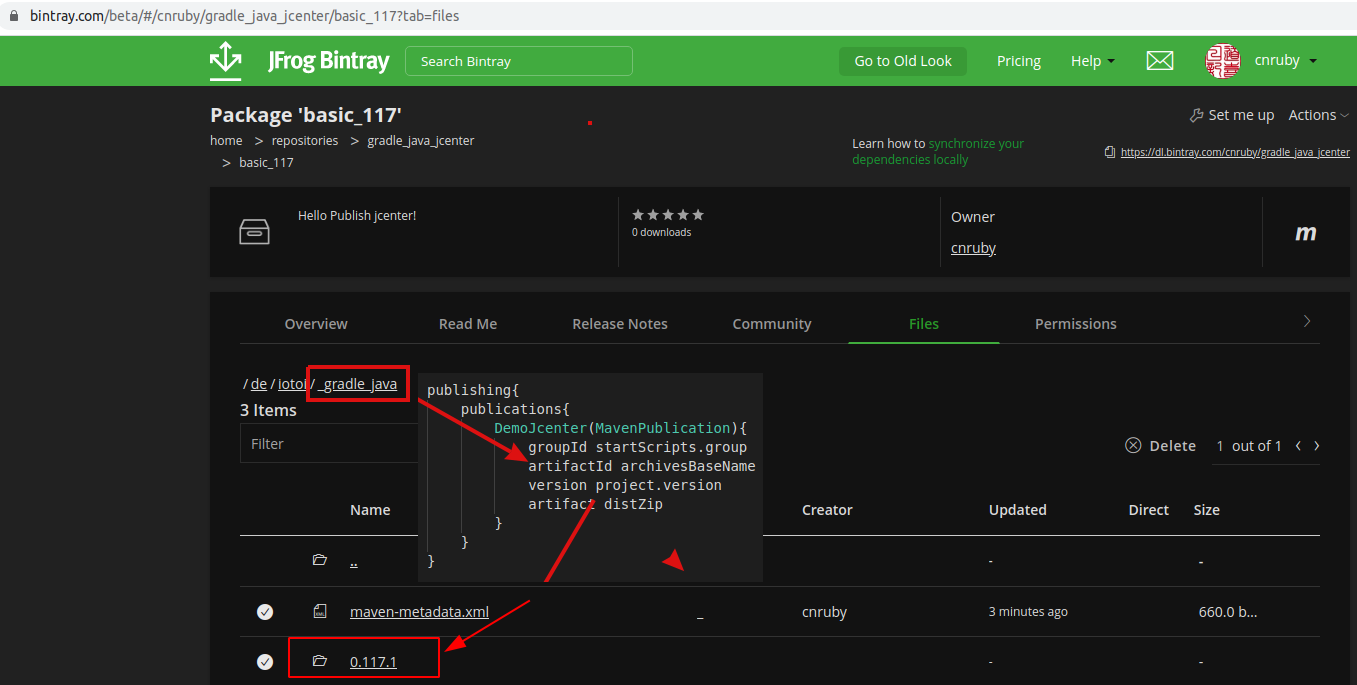 bintray.com/beta/#/cnruby/gradle_java_jcenter/basic_117?tab=files
JFrog Bintray
Search Bintray
Go to Old Look
Pricing
Help
cnruby
Package 'basic_117'
Set me up
Actions
home > repositories > gradle_java_jcenter
> basic_117
Learn how to synchronize your
dependencies locally
https://dl.bintray.com/cnruby/gradle_java_jcenter
Hello Publish jcenter!
0 downloads
Owner
cnruby
m
Overview
Read Me
Release Notes
Community
Files
Permissions
/ de / iotoi / _gradle_java
3 Items
Filter
publishing{
publications{
DemoJcenter(MavenPublication){
groupId startScripts.group
artifactId archivesBaseName
version project.version
artifact distZip
}
}
}
Delete
1 out of 1
Name
Creator
Updated
Direct
Size
..
-
-
maven-metadata.xml
_
cnruby
3 minutes ago
660.0 b...
0.117.1
-
-